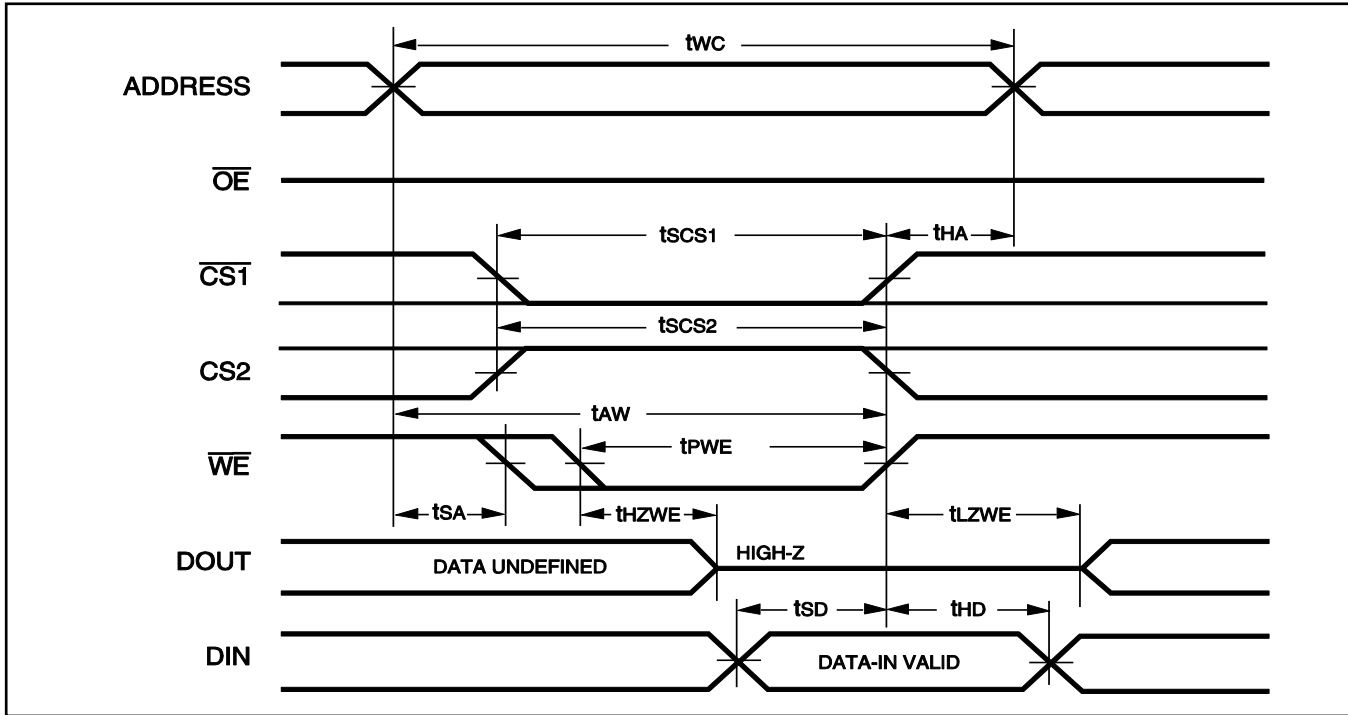 tWC
ADDRESS
OE
tSCS1
tHA
CS1
tSCS2
CS2
tAW
WE
tPWE
tSA
tHZWE
tLZWE
DOUT
DATA UNDEFINED
HIGH-Z
tSD
tHD
DIN
DATA-IN VALID